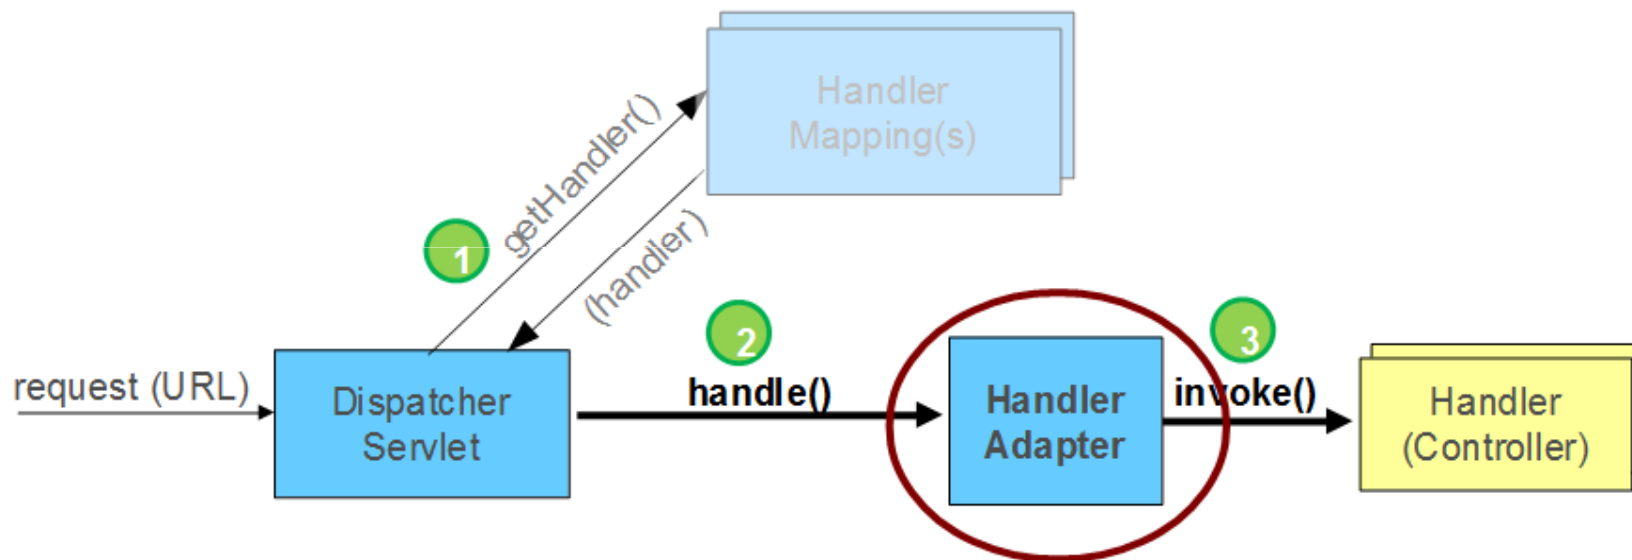 Handler
Mapping(s)
getHandler()
(handler)
1
2
3
request (URL)
Dispatcher
Servlet
handle()
Handler
Adapter
invoke()
Handler
(Controller)